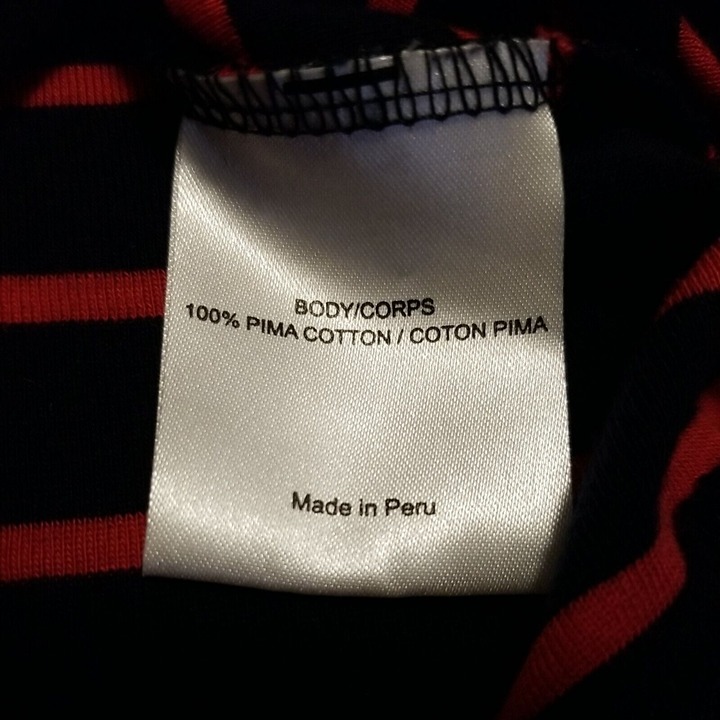 BODY/CORPS
100% PIMA COTTON / COTON PIMA
Made in Peru